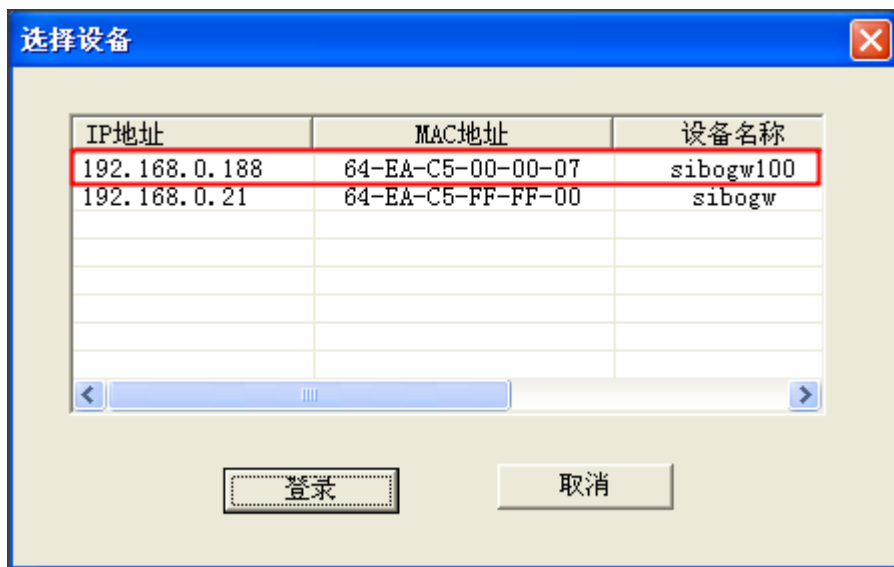 选择设备
IP地址 MAC地址 设备名称
192.168.0.188 64-EA-C5-00-00-07 sibogw100
192.168.0.21 64-EA-C5-FF-FF-00 sibogw
登录 取消